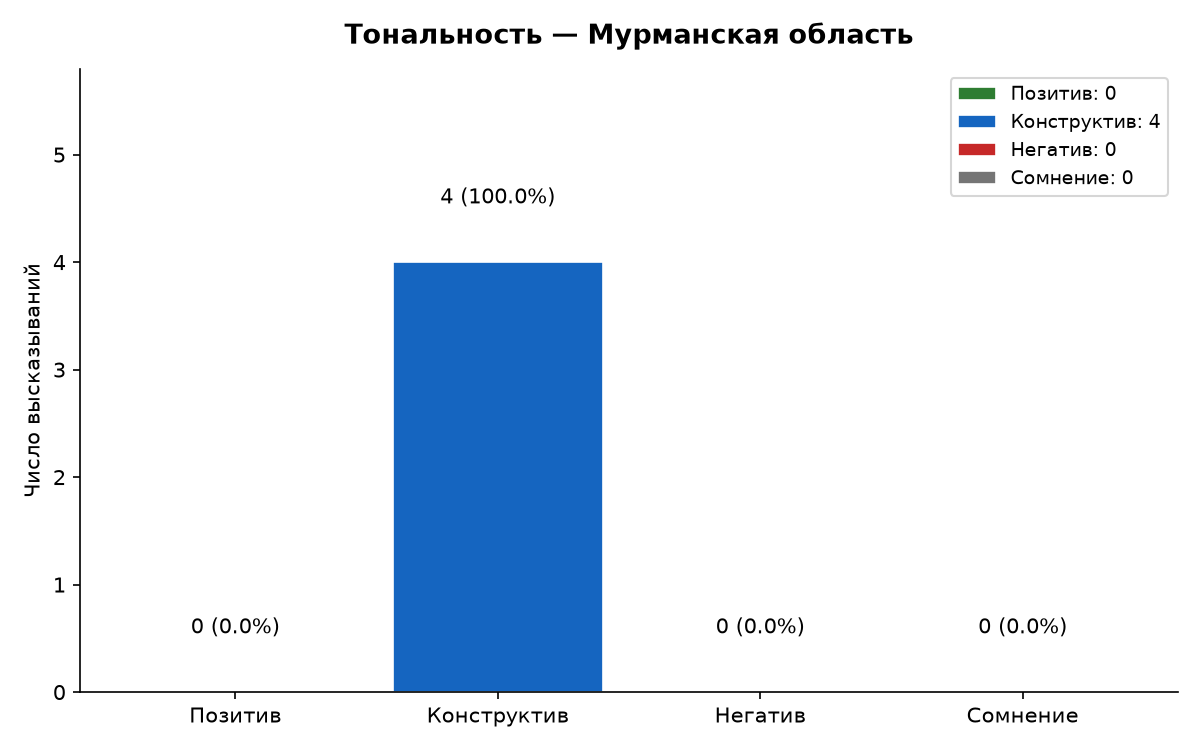 Тональность — Мурманская область
Позитив: 0
Конструктив: 4
Негатив: 0
Сомнение: 0
Число высказываний
5
4
3
2
1
0
4 (100.0%)
0 (0.0%)
0 (0.0%)
0 (0.0%)
Позитив
Конструктив
Негатив
Сомнение